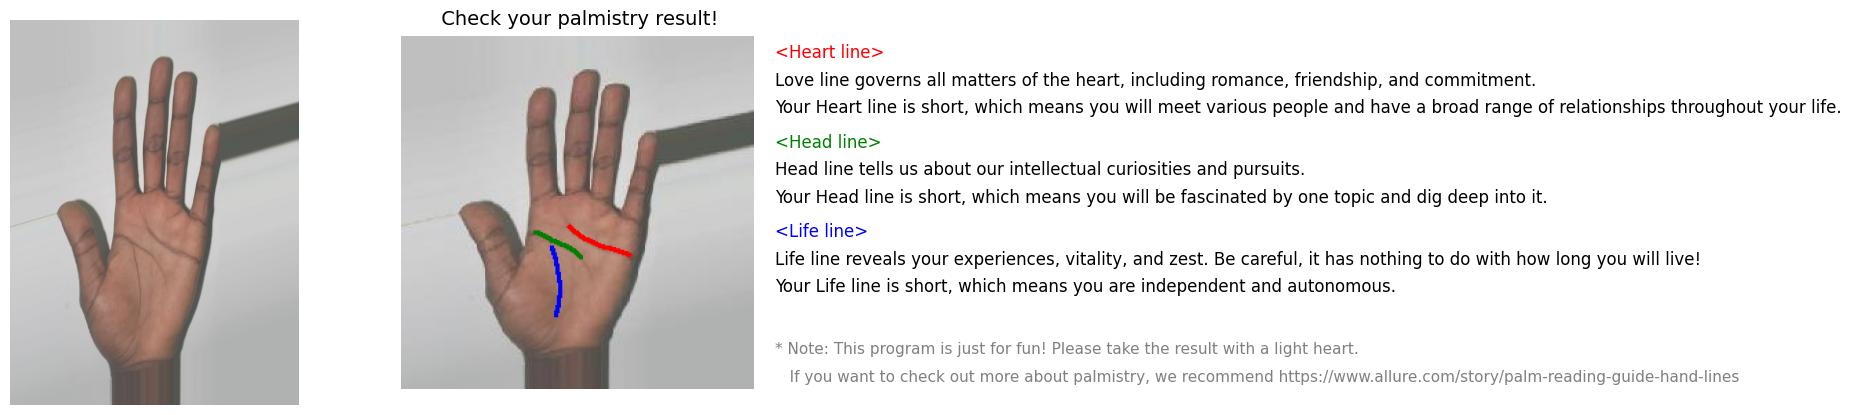 Check your palmistry result!
<Heart line>
Love line governs all matters of the heart, including romance, friendship, and commitment.
Your Heart line is short, which means you will meet various people and have a broad range of relationships throughout your life.
<Head line>
Head line tells us about our intellectual curiosities and pursuits.
Your Head line is short, which means you will be fascinated by one topic and dig deep into it.
<Life line>
Life line reveals your experiences, vitality, and zest. Be careful, it has nothing to do with how long you will live!
Your Life line is short, which means you are independent and autonomous.
* Note: This program is just for fun! Please take the result with a light heart.
If you want to check out more about palmistry, we recommend https://www.allure.com/story/palm-reading-guide-hand-lines